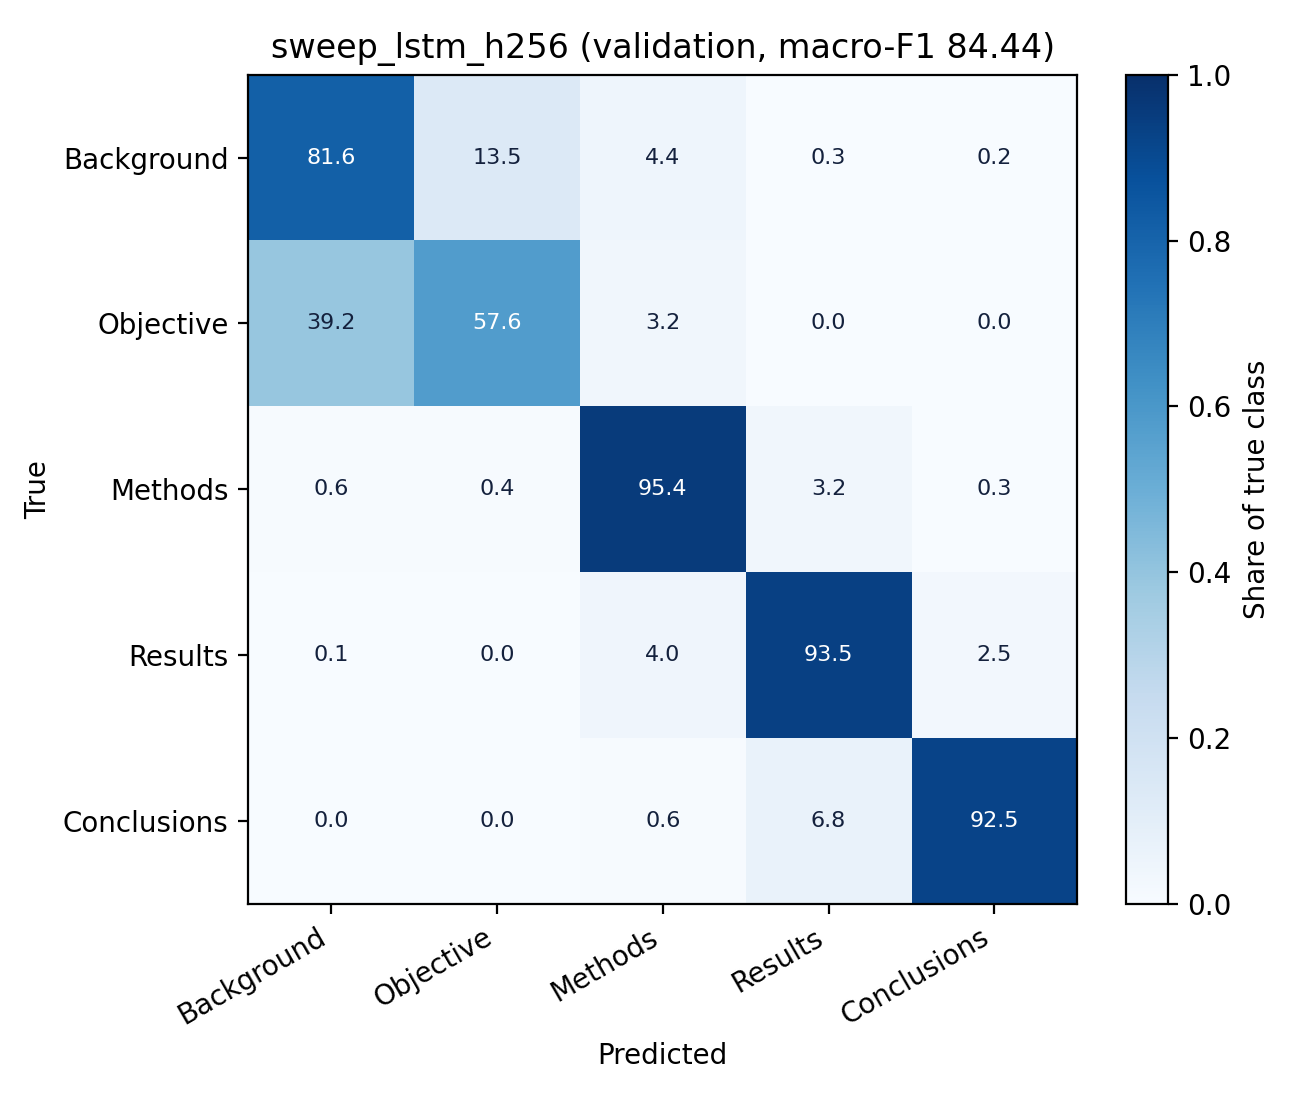 sweep_lstm_h256 (validation, macro-F1 84.44)
True
Background 81.6 13.5 4.4 0.3 0.2
Objective 39.2 57.6 3.2 0.0 0.0
Methods 0.6 0.4 95.4 3.2 0.3
Results 0.1 0.0 4.0 93.5 2.5
Conclusions 0.0 0.0 0.6 6.8 92.5
Background Objective Methods Results Conclusions
Predicted
1.0
0.8
0.6
0.4
0.2
0.0
Share of true class